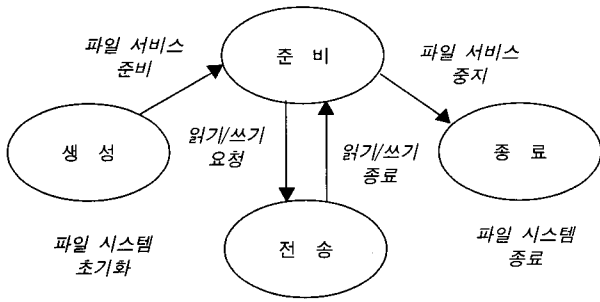 파일 서비스
준비
준 비
파일 서비스
중지
생 성
읽기/쓰기
요청
읽기/쓰기
종료
종 료
파일 시스템
초기화
전 송
파일 시스템
종료